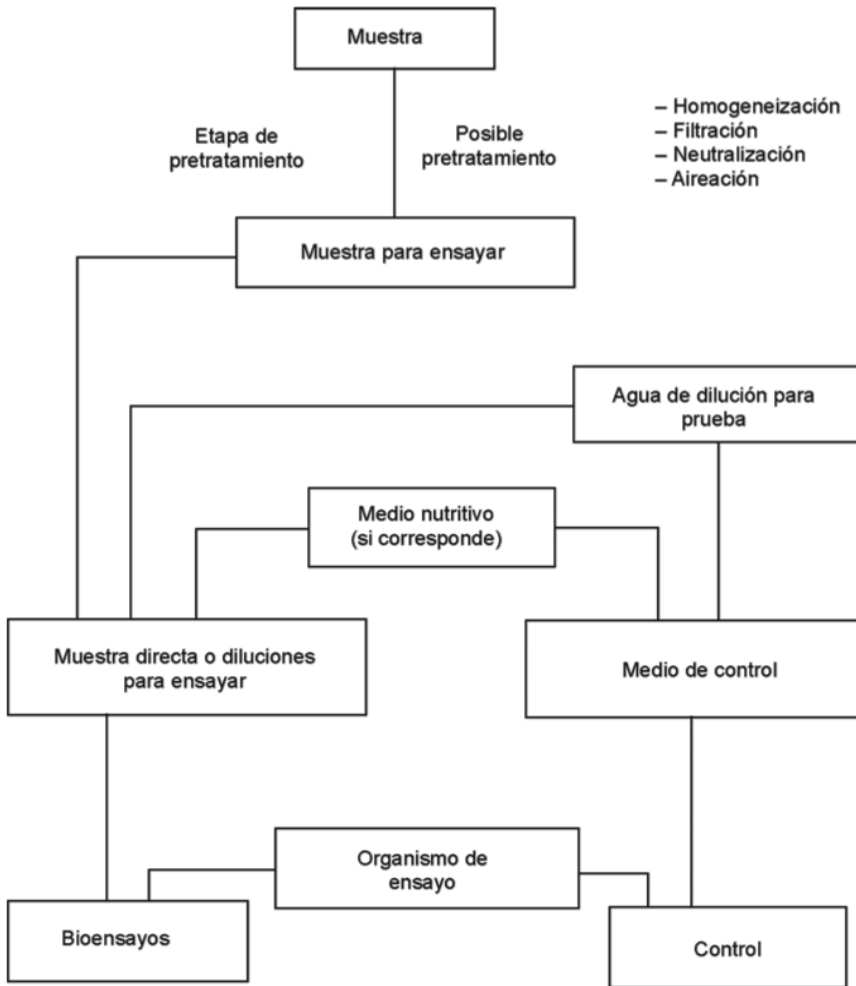 Muestra
Etapa de
pretratamiento
Posible
pretratamiento
– Homogeneización
– Filtración
– Neutralización
– Aireación
Muestra para ensayar
Agua de dilución para
prueba
Medio nutritivo
(si corresponde)
Muestra directa o diluciones
para ensayar
Medio de control
Organismo de
ensayo
Bioensayos
Control